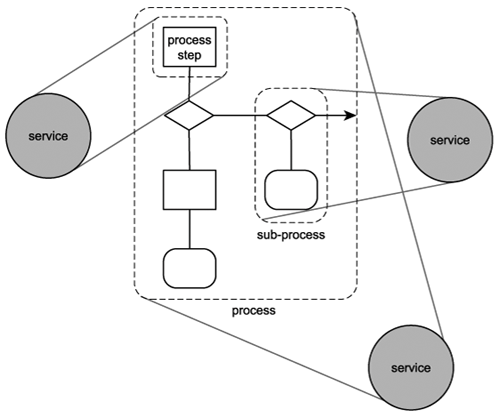 process
step
service
service
sub-process
process
service